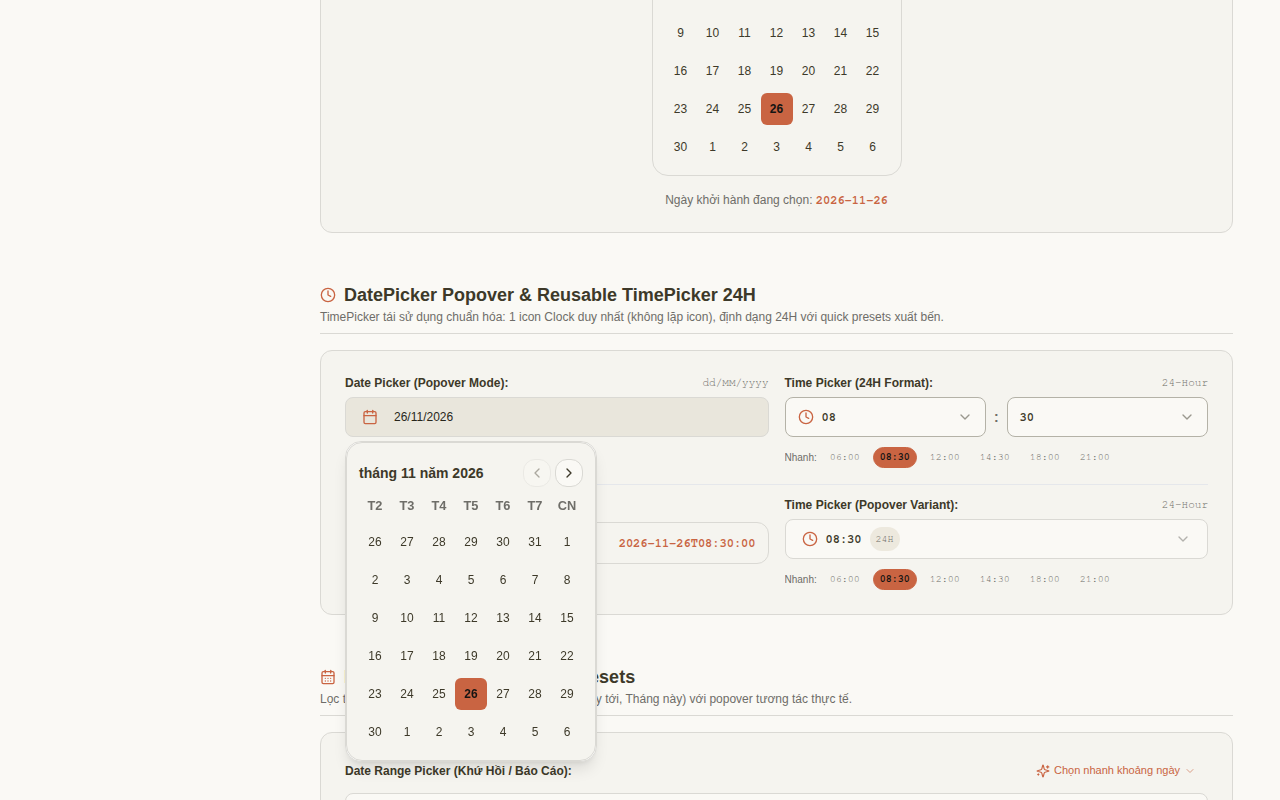 9 10 11 12 13 14 15
16 17 18 19 20 21 22
23 24 25 26 27 28 29
30 1 2 3 4 5 6
Ngày khởi hành đang chọn: 2026-11-26
DatePicker Popover & Reusable TimePicker 24H
TimePicker tái sử dụng chuẩn hóa: 1 icon Clock duy nhất (không lặp icon), định dạng 24H với quick presets xuất bến.
Date Picker (Popover Mode): dd/MM/yyyy
26/11/2026
Time Picker (24H Format): 24-Hour
08 : 30
Nhanh: 06:00 08:30 12:00 14:30 18:00 21:00
tháng 11 năm 2026
T2 T3 T4 T5 T6 T7 CN
26 27 28 29 30 31 1
2 3 4 5 6 7 8
9 10 11 12 13 14 15
16 17 18 19 20 21 22
23 24 25 26 27 28 29
30 1 2 3 4 5 6
2026-11-26T08:30:00
Time Picker (Popover Variant): 24-Hour
08:30 24H
Nhanh: 06:00 08:30 12:00 14:30 18:00 21:00
sets
Lọc
tới, Tháng này) với popover tương tác thực tế.
Date Range Picker (Khứ Hồi / Báo Cáo):
Chọn nhanh khoảng ngày